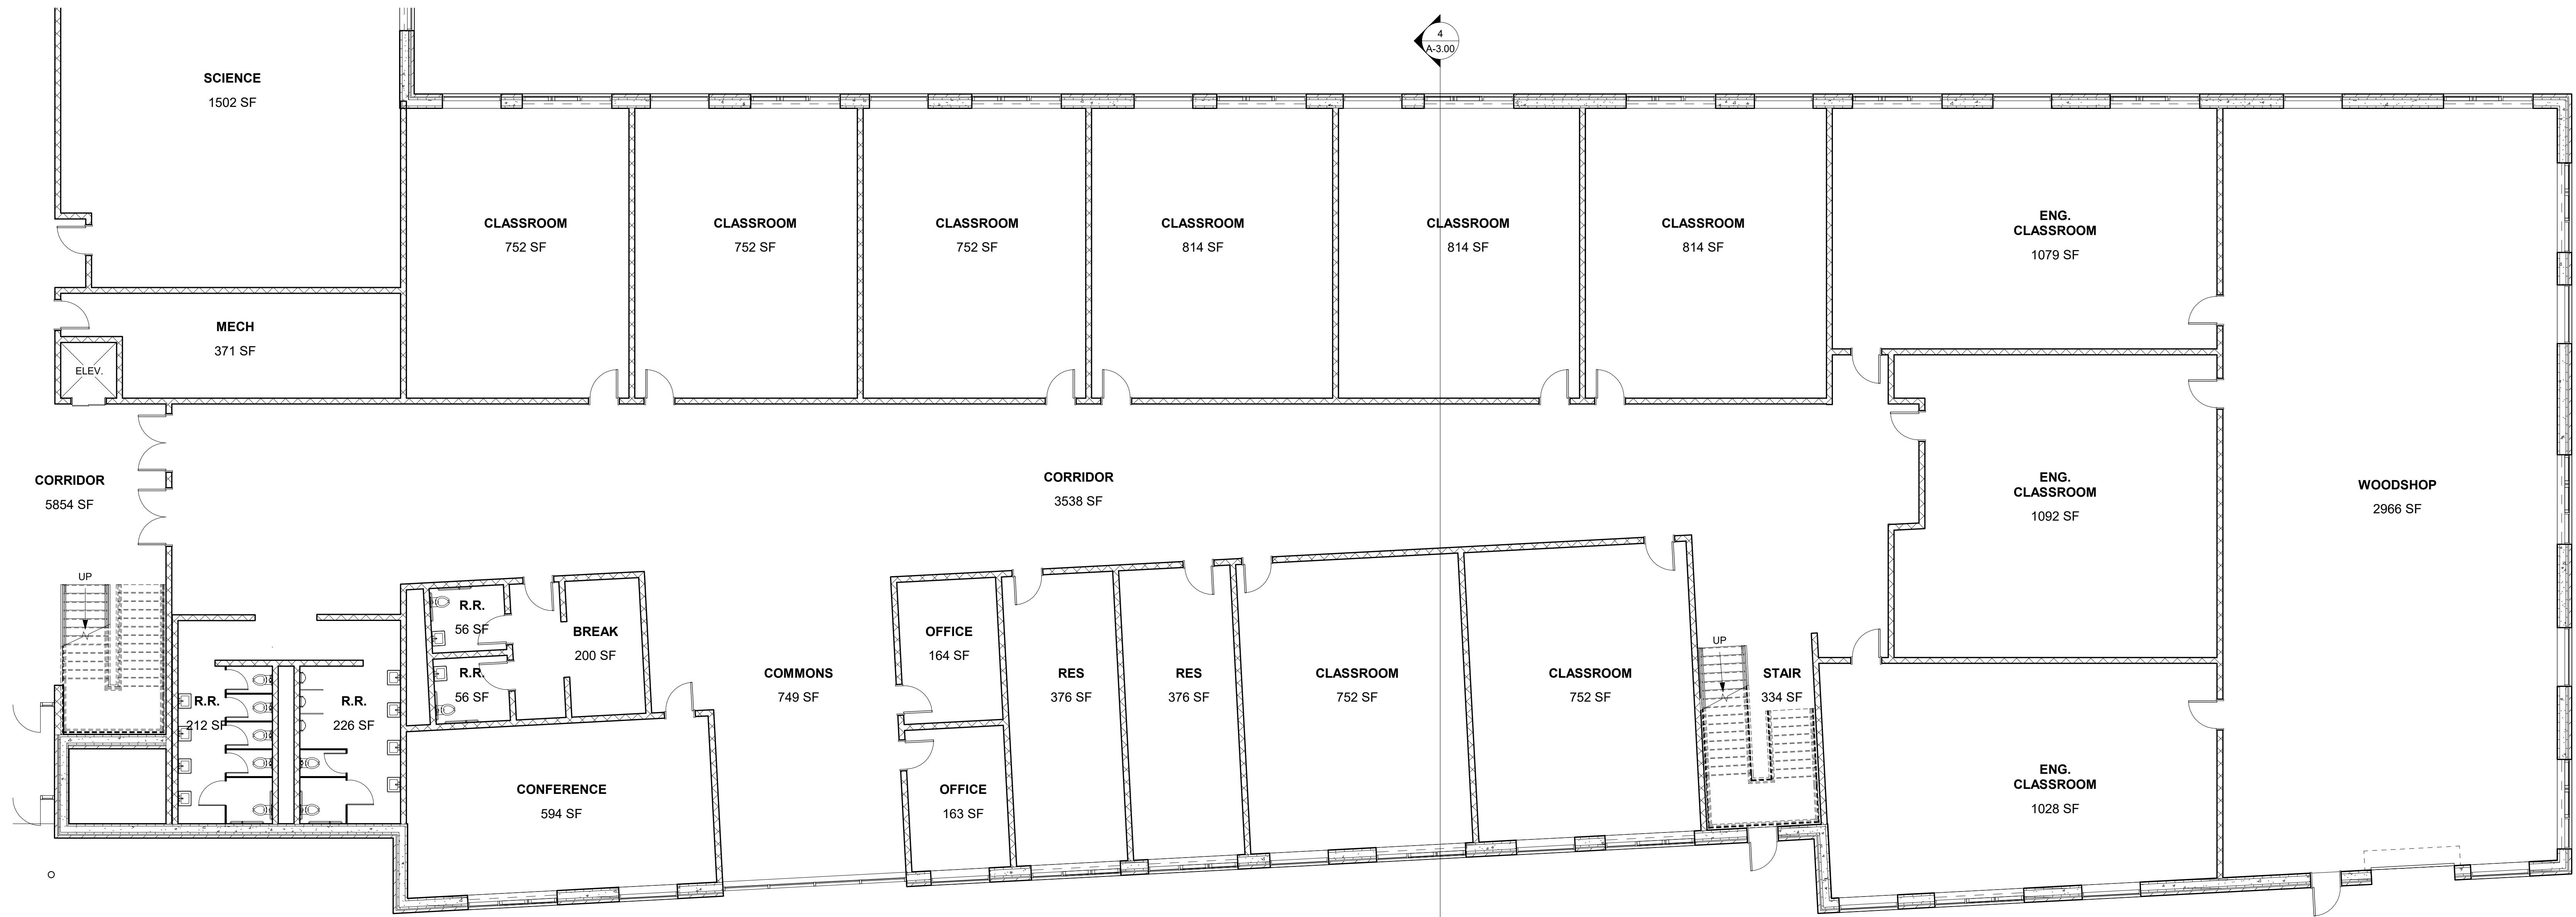 4
A-3.00
SCIENCE
1502 SF
CLASSROOM
752 SF
CLASSROOM
752 SF
CLASSROOM
752 SF
CLASSROOM
814 SF
CLASSROOM
814 SF
CLASSROOM
814 SF
ENG.
CLASSROOM
1079 SF
MECH
371 SF
ELEV.
CORRIDOR
5854 SF
CORRIDOR
3538 SF
ENG.
CLASSROOM
1092 SF
WOODSHOP
2966 SF
UP
R.R.
56 SF
BREAK
200 SF
R.R.
56 SF
R.R.
212 SF
R.R.
226 SF
COMMONS
749 SF
OFFICE
164 SF
RES
376 SF
RES
376 SF
CLASSROOM
752 SF
CLASSROOM
752 SF
UP
STAIR
334 SF
CONFERENCE
594 SF
OFFICE
163 SF
ENG.
CLASSROOM
1028 SF